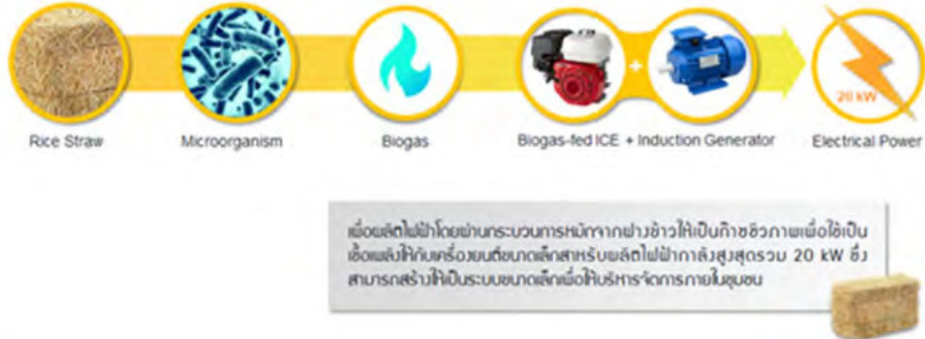 20 kW
Rice Straw
Microorganism
Biogas
Biogas-fed ICE + Induction Generator
Electrical Power
เพื่อผลิตไฟฟ้าโดยผ่านกระบวนการหมักจากฟางข้าวให้เป็นก๊าซชีวภาพเพื่อใช้เป็น
เชื้อเพลิงให้กับเครื่องยนต์ขนาดเล็กสำหรับผลิตไฟฟ้ากำลังสูงสุดรวม 20 kW ซึ่ง
สามารถสร้างให้เป็นระบบขนาดเล็กเพื่อให้บริหารจัดการภายในชุมชน